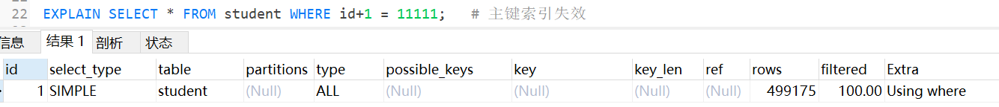 22 EXPLAIN SELECT * FROM student WHERE id+1 = 11111; # 主键索引失效
信息 结果 1 剖析 状态
id select_type table partitions type possible_keys key key_len ref rows filtered Extra
1 SIMPLE student (Null) ALL (Null) (Null) (Null) (Null) 499175 100.00 Using where